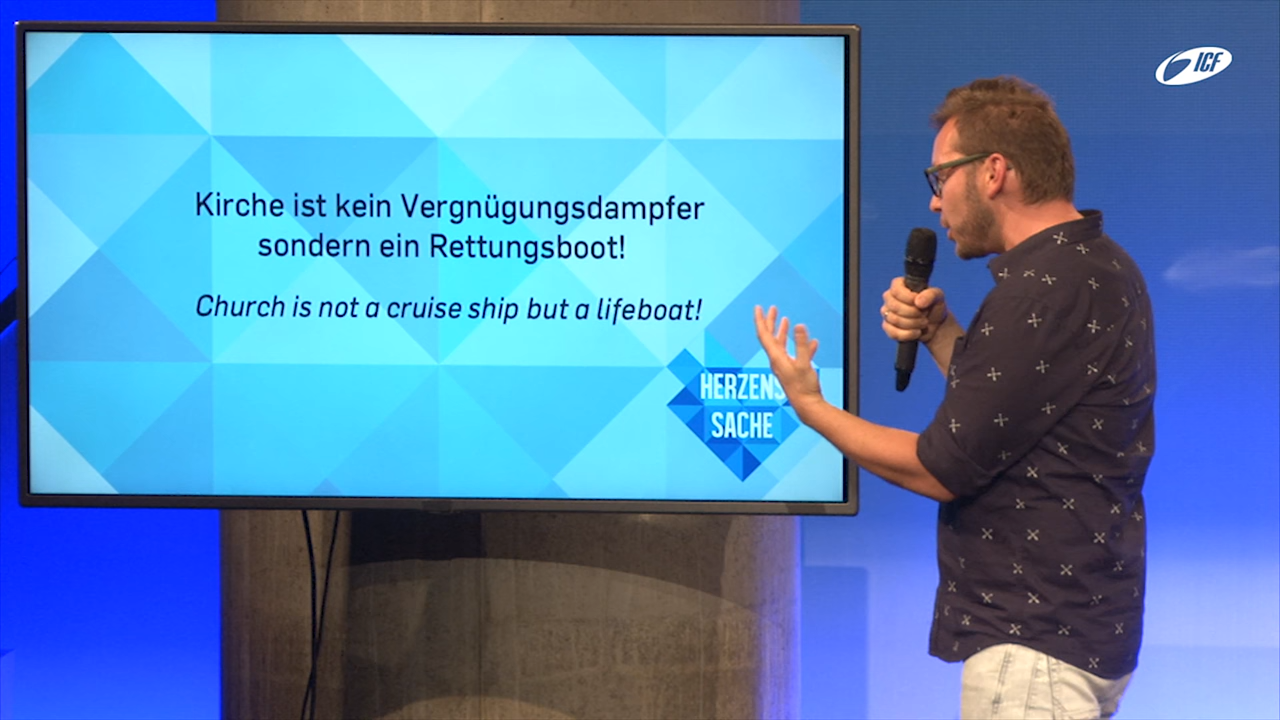 ICF
Kirche ist kein Vergnügungsdampfer
sondern ein Rettungsboot!
Church is not a cruise ship but a lifeboat!
HERZENS
SACHE